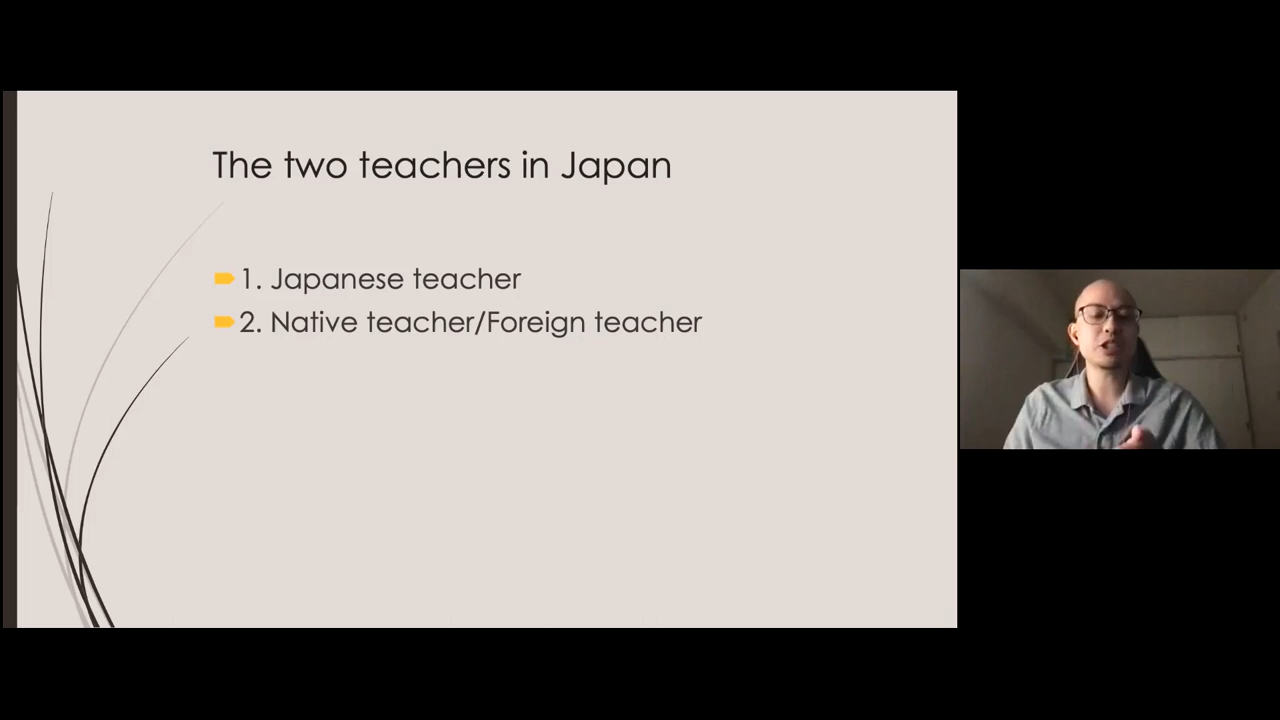 The two teachers in Japan
1. Japanese teacher
2. Native teacher/Foreign teacher